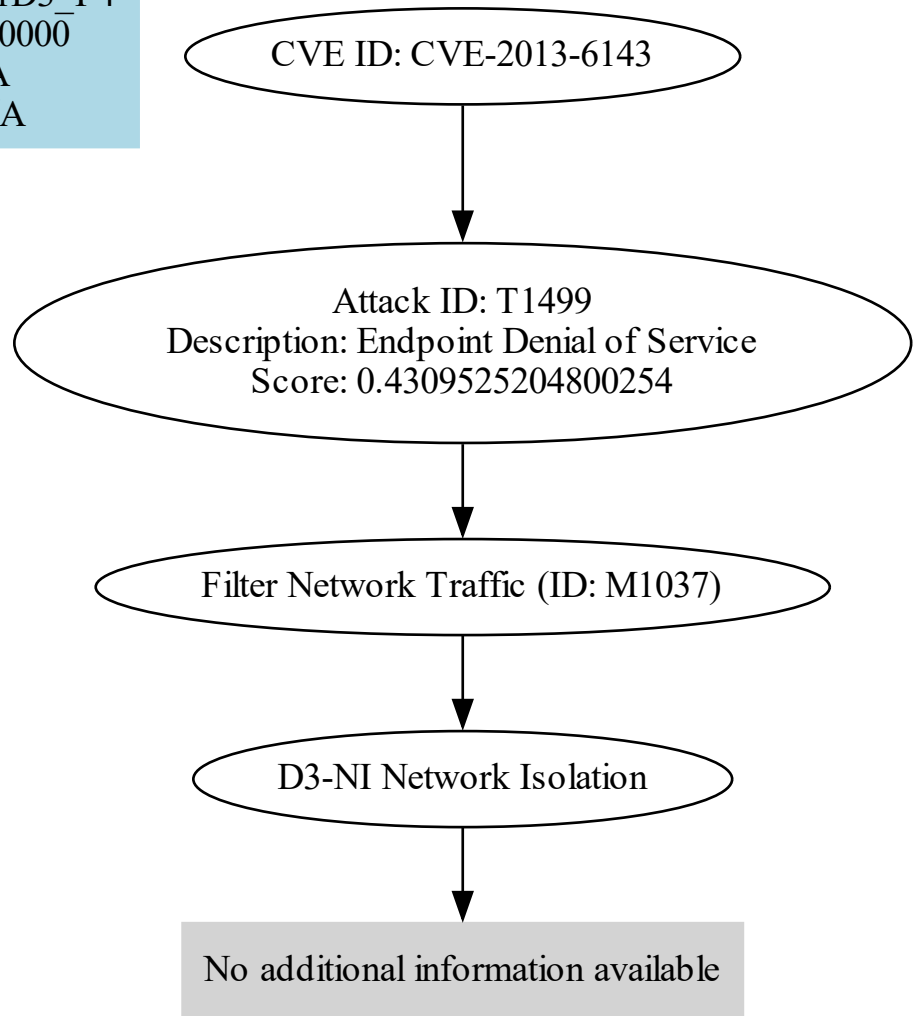 0000
A
A
CVE ID: CVE-2013-6143
Attack ID: T1499
Description: Endpoint Denial of Service
Score: 0.4309525204800254
Filter Network Traffic (ID: M1037)
D3-NI Network Isolation
No additional information available